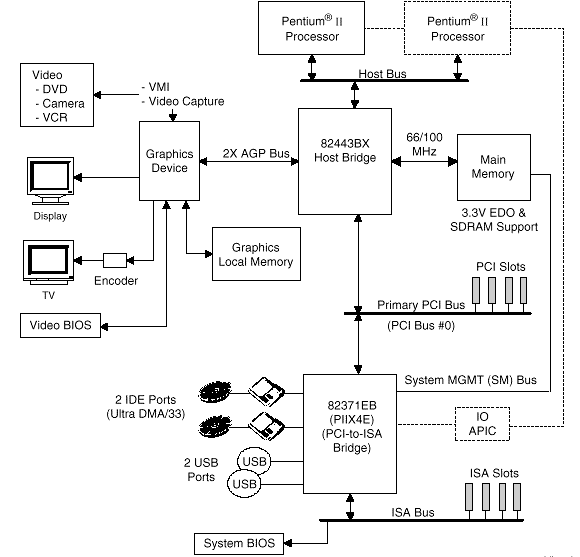 Pentium® II
Processor
Pentium® II
Processor
Host Bus
Video
- DVD
- Camera
- VCR
- VMI
- Video Capture
Graphics
Device
2X AGP Bus
82443BX
Host Bridge
66/100
MHz
Main
Memory
3.3V EDO &
SDRAM Support
Display
Graphics
Local Memory
TV
Encoder
Video BIOS
PCI Slots
Primary PCI Bus
(PCI Bus #0)
2 IDE Ports
(Ultra DMA/33)
82371EB
(PIIX4E)
(PCI-to-ISA
Bridge)
System MGMT (SM) Bus
IO
APIC
2 USB
Ports
USB
USB
ISA Slots
ISA Bus
System BIOS